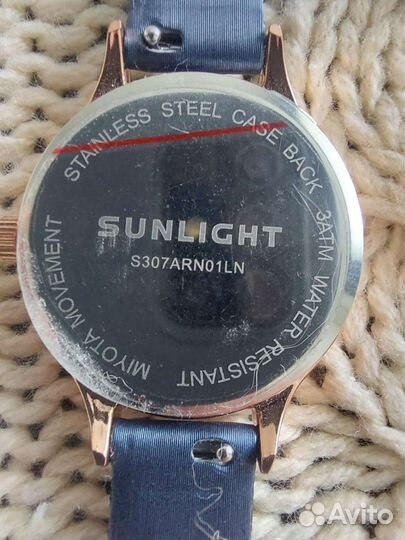 STAINLESS STEEL CASE BACK
3ATM WATER RESISTANT
MIYOTA MOVEMENT
SUNLIGHT
S307ARN01LN
Avito